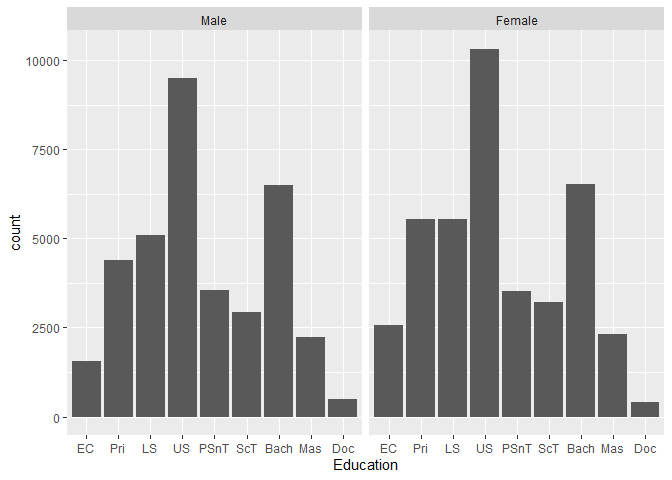 Male Female
10000
7500
5000
2500
0
count
EC Pri LS US PSnT ScT Bach Mas Doc EC Pri LS US PSnT ScT Bach Mas Doc
Education